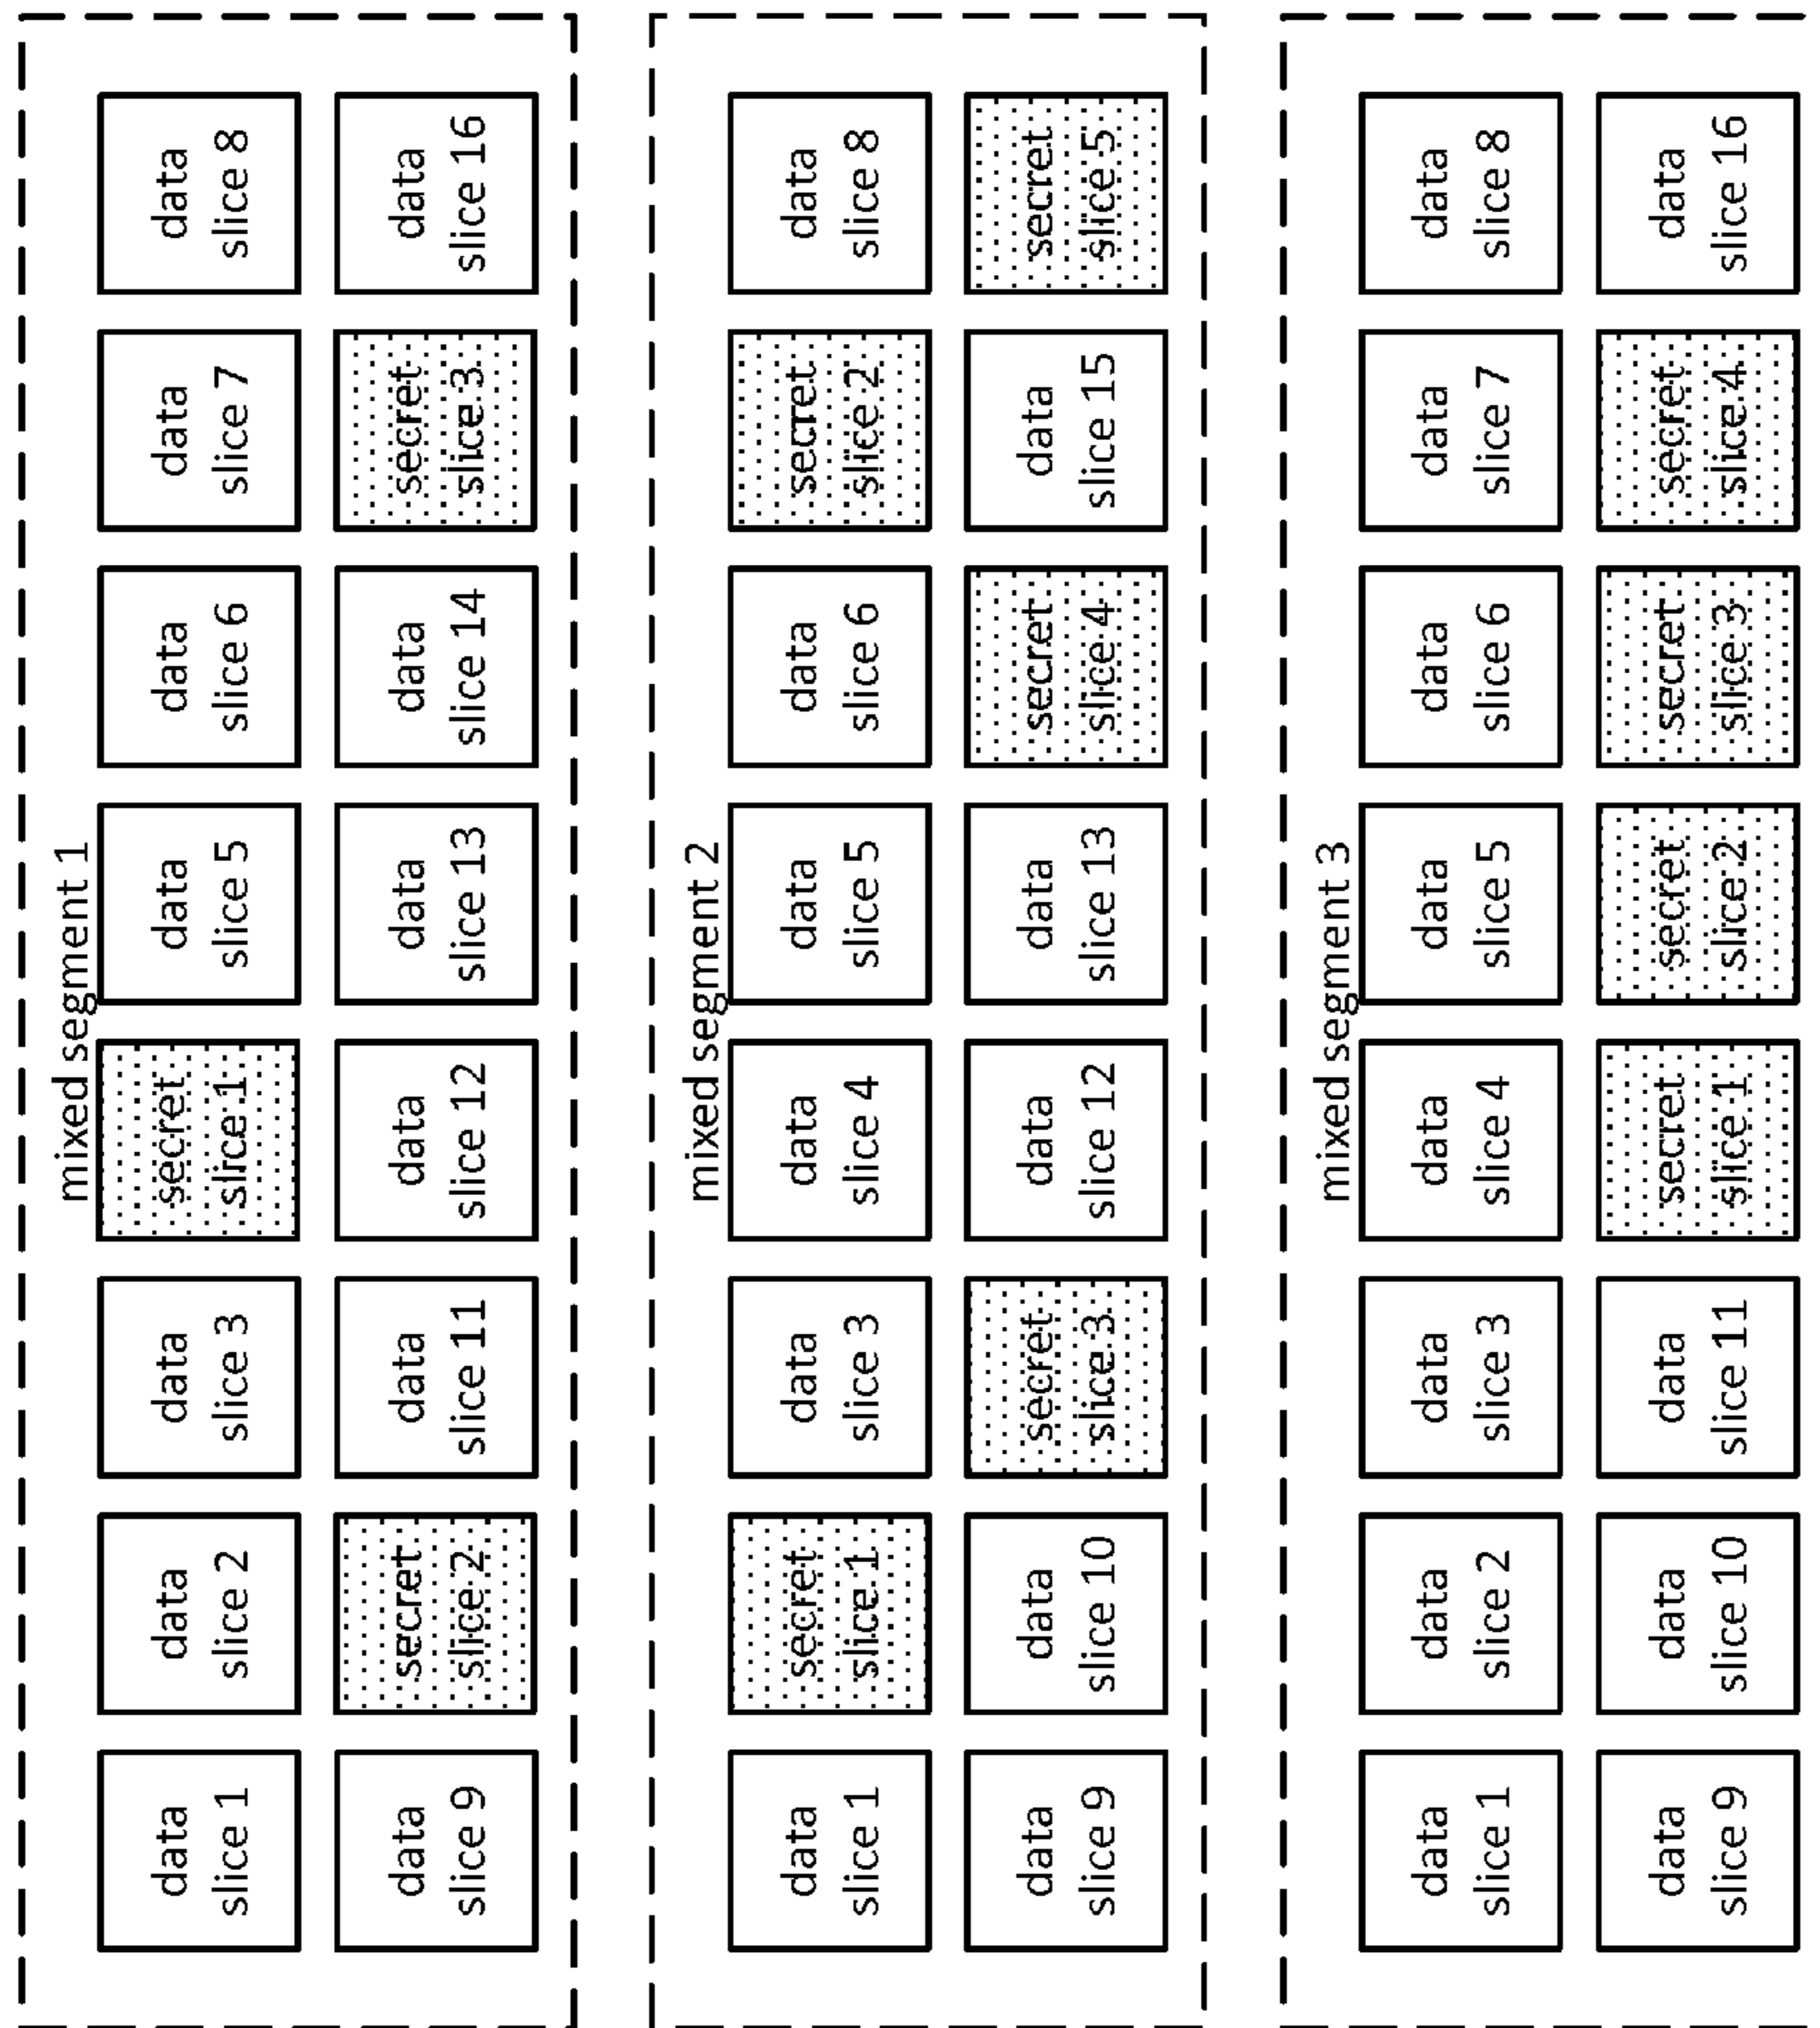 mixed segment 1
data
slice 1
data
slice 2
data
slice 3
secret
slice 1
data
slice 5
data
slice 6
data
slice 7
data
slice 8
data
slice 9
secret
slice 2
data
slice 11
data
slice 12
data
slice 13
data
slice 14
secret
slice 3
data
slice 16
mixed segment 2
data
slice 1
secret
slice 1
data
slice 3
data
slice 4
data
slice 5
data
slice 6
secret
slice 2
data
slice 8
data
slice 9
data
slice 10
secret
slice 3
data
slice 12
data
slice 13
secret
slice 4
data
slice 15
secret
slice 5
mixed segment 3
data
slice 1
data
slice 2
data
slice 3
data
slice 4
data
slice 5
data
slice 6
data
slice 7
data
slice 8
data
slice 9
data
slice 10
data
slice 11
secret
slice 1
secret
slice 2
secret
slice 3
secret
slice 4
data
slice 16